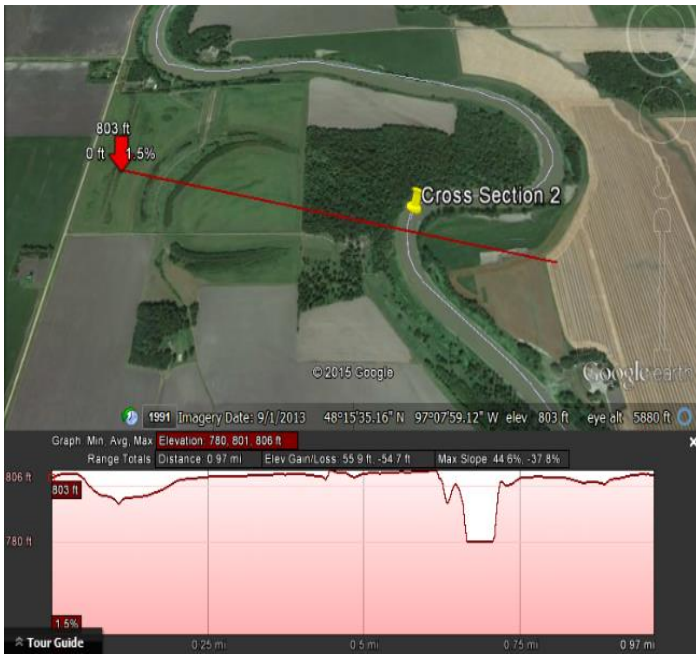 803 ft
0 ft 1.5%
Cross Section 2
© 2015 Google
Google earth
1991 Imagery Date: 9/1/2013 48°15'35.16" N 97°07'59.12" W elev 803 ft eye alt 5880 ft
Graph: Min, Avg, Max Elevation: 780, 801, 806 ft
Range Totals: Distance: 0.97 mi Elev Gain/Loss: 55.9 ft, -54.7 ft Max Slope: 44.6%, -37.8%
806 ft
803 ft
780 ft
1.5%
Tour Guide 0.25 mi 0.5 mi 0.75 mi 0.97 mi